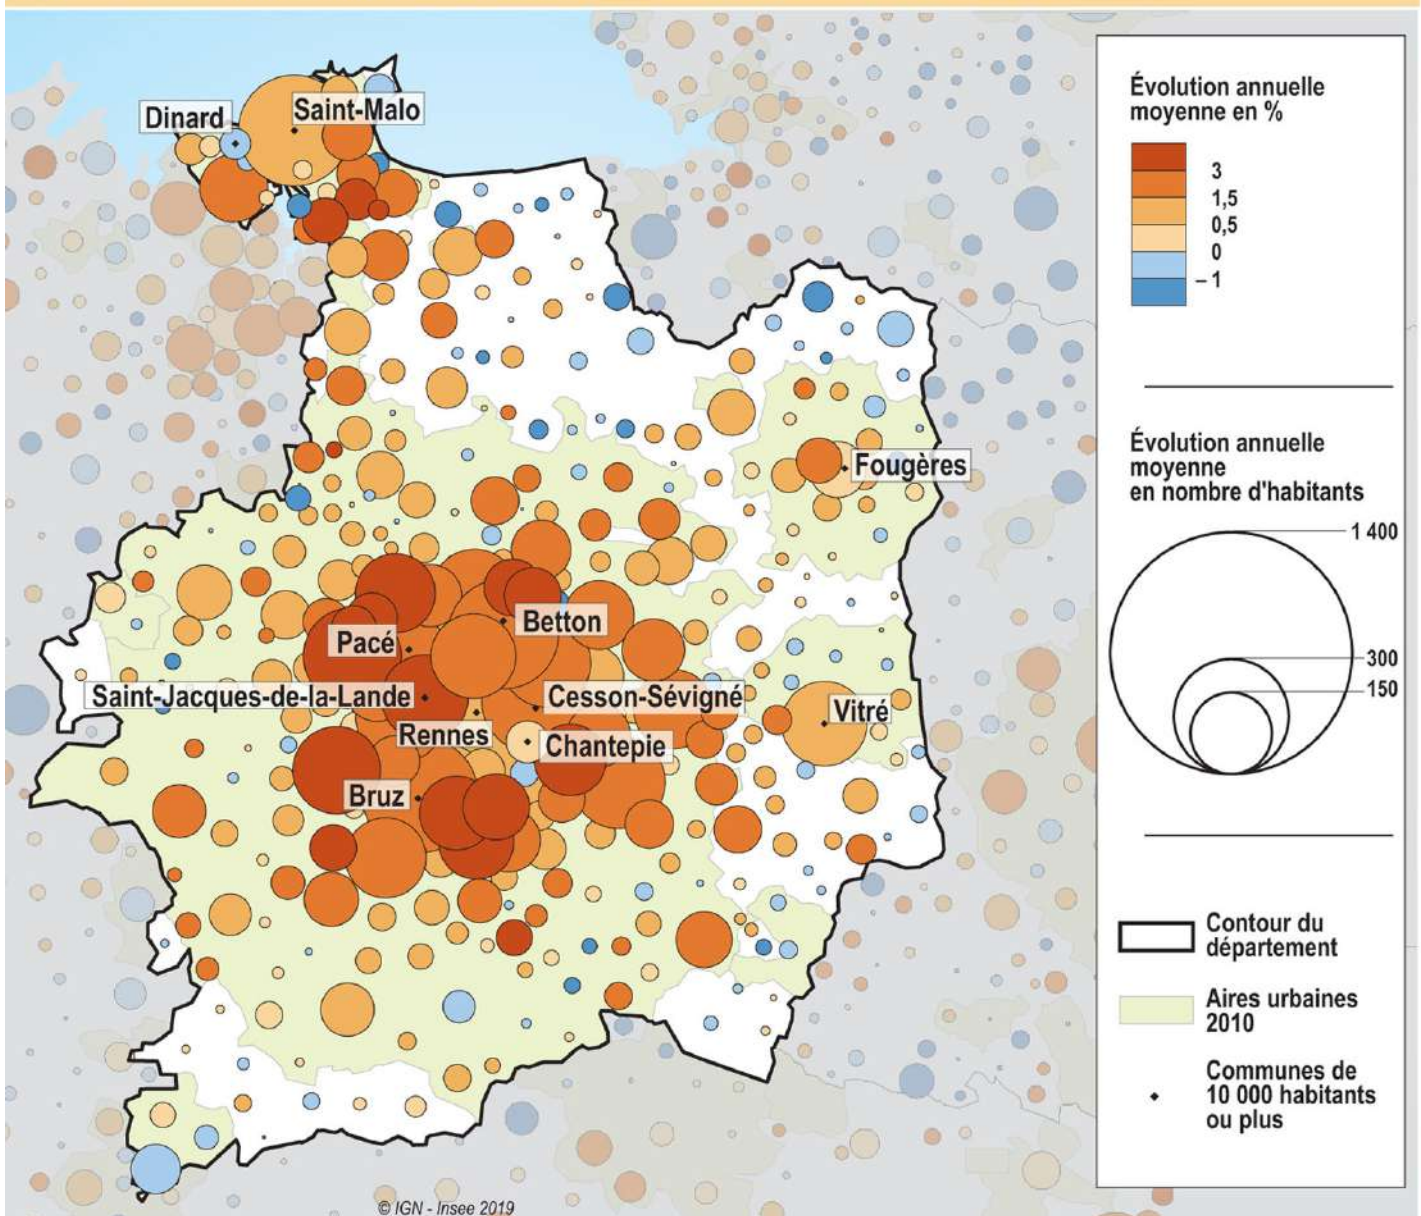 Dinard
Saint-Malo
Fougères
Betton
Pacé
Saint-Jacques-de-la-Lande
Cesson-Sévigné
Vitré
Rennes
Chantepie
Bruz
© IGN - Insee 2019
Évolution annuelle
moyenne en %
3
1,5
0,5
0
– 1
Évolution annuelle
moyenne
en nombre d'habitants
1 400
300
150
Contour du
département
Aires urbaines
2010
Communes de
10 000 habitants
ou plus